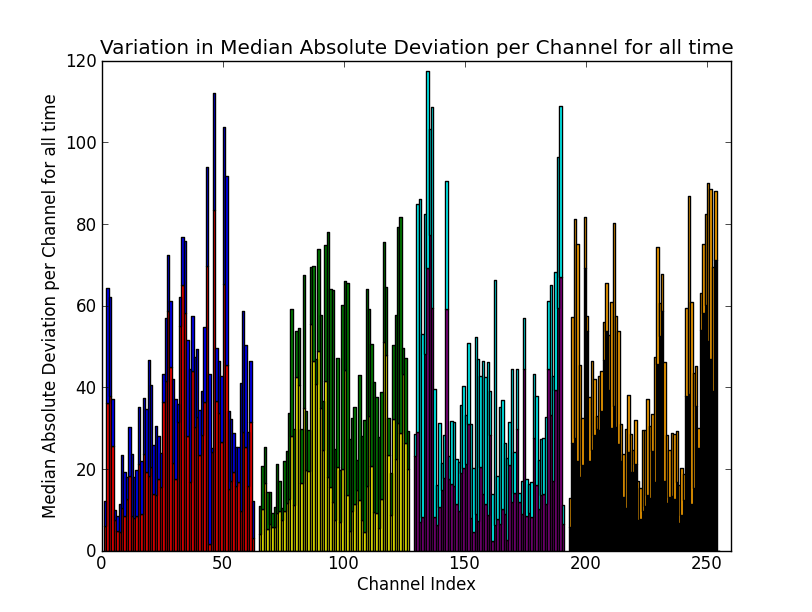 Variation in Median Absolute Deviation per Channel for all time
Median Absolute Deviation per Channel for all time
120
100
80
60
40
20
0
0 50 100 150 200 250
Channel Index